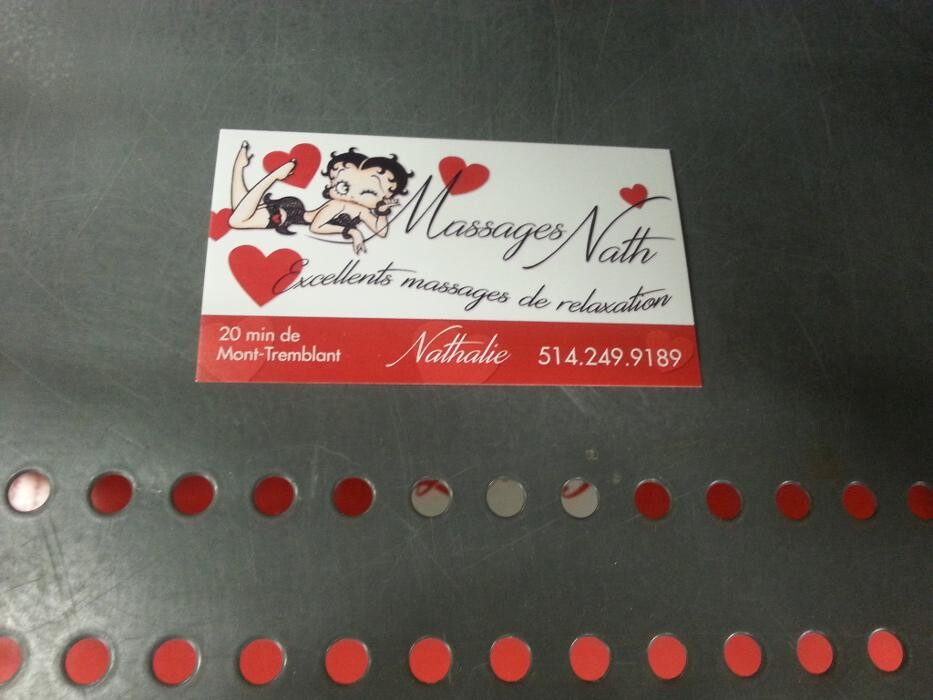 Massages Nath
Excellents massages de relaxation
20 min de
Mont-Tremblant
Nathalie
514.249.9189